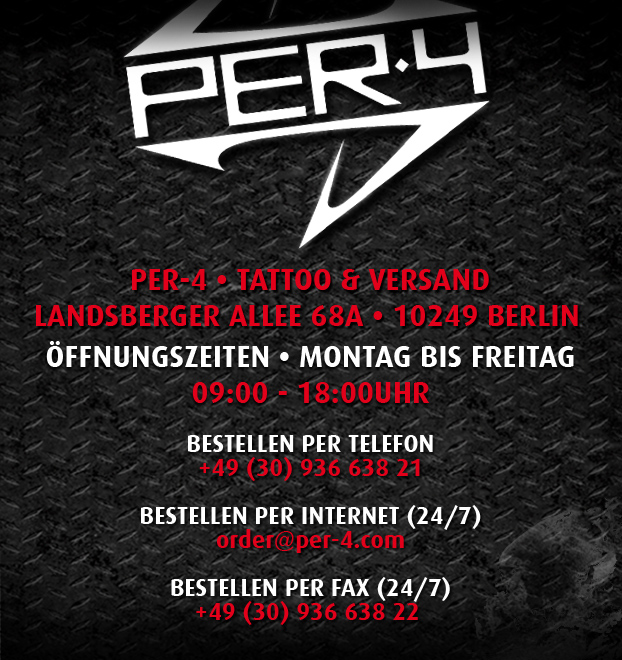 PER·4
PER-4 • TATTOO & VERSAND
LANDSBERGER ALLEE 68A • 10249 BERLIN
ÖFFNUNGSZEITEN • MONTAG BIS FREITAG
09:00 - 18:00UHR
BESTELLEN PER TELEFON
+49 (30) 936 638 21
BESTELLEN PER INTERNET (24/7)
order@per-4.com
BESTELLEN PER FAX (24/7)
+49 (30) 936 638 22